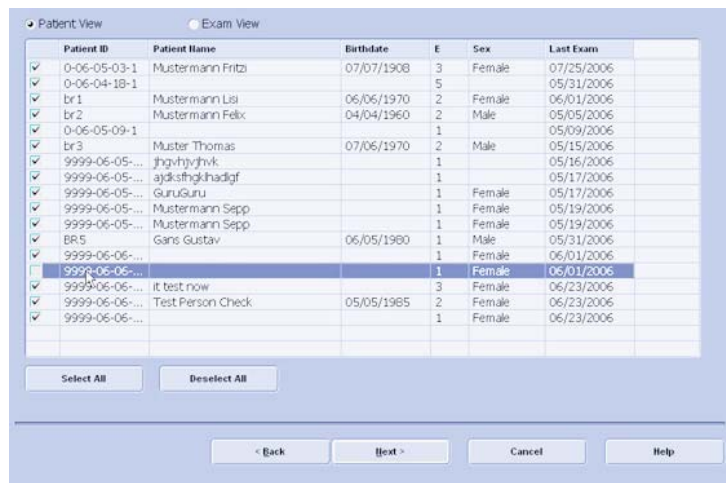 Patient View Exam View
Patient ID Patient Name Birthdate E Sex Last Exam
0-06-05-03-1 Mustermann Fritzi 07/07/1908 3 Female 07/25/2006
0-06-04-18-1 5 05/31/2006
br1 Mustermann Lisi 06/06/1970 2 Female 06/01/2006
br2 Mustermann Felix 04/04/1960 2 Male 05/05/2006
0-06-05-09-1 1 05/09/2006
br3 Muster Thomas 07/06/1970 2 Male 05/15/2006
9999-06-05-... jhgvhjvjhvk 1 05/16/2006
9999-06-05-... ajdksfhgklhadlgf 1 05/17/2006
9999-06-05-... GuruGuru 1 Female 05/17/2006
9999-06-05-... Mustermann Sepp 1 Female 05/19/2006
9999-06-05-... Mustermann Sepp 1 Female 05/19/2006
BR5 Gans Gustav 06/05/1980 1 Male 05/31/2006
9999-06-06-... 1 Female 06/01/2006
9999-06-06-... 1 Female 06/01/2006
9999-06-06-... it test now 3 Female 06/23/2006
9999-06-06-... Test Person Check 05/05/1985 2 Female 06/23/2006
9999-06-06-... 1 Female 06/23/2006
Select All Deselect All
< Back Next > Cancel Help